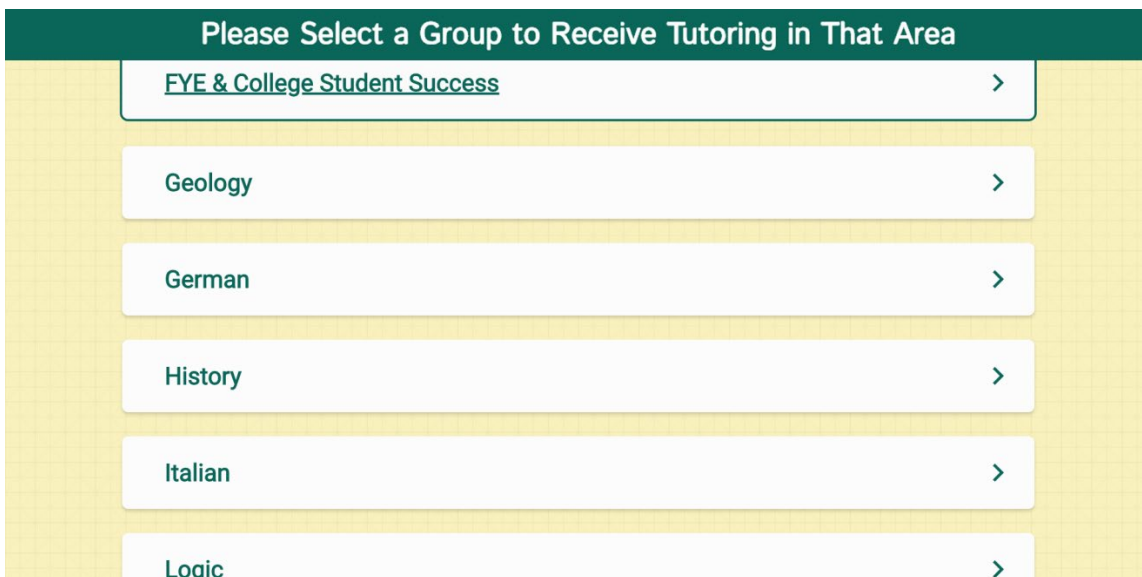 Please Select a Group to Receive Tutoring in That Area
FYE & College Student Success
Geology
German
History
Italian
Logic